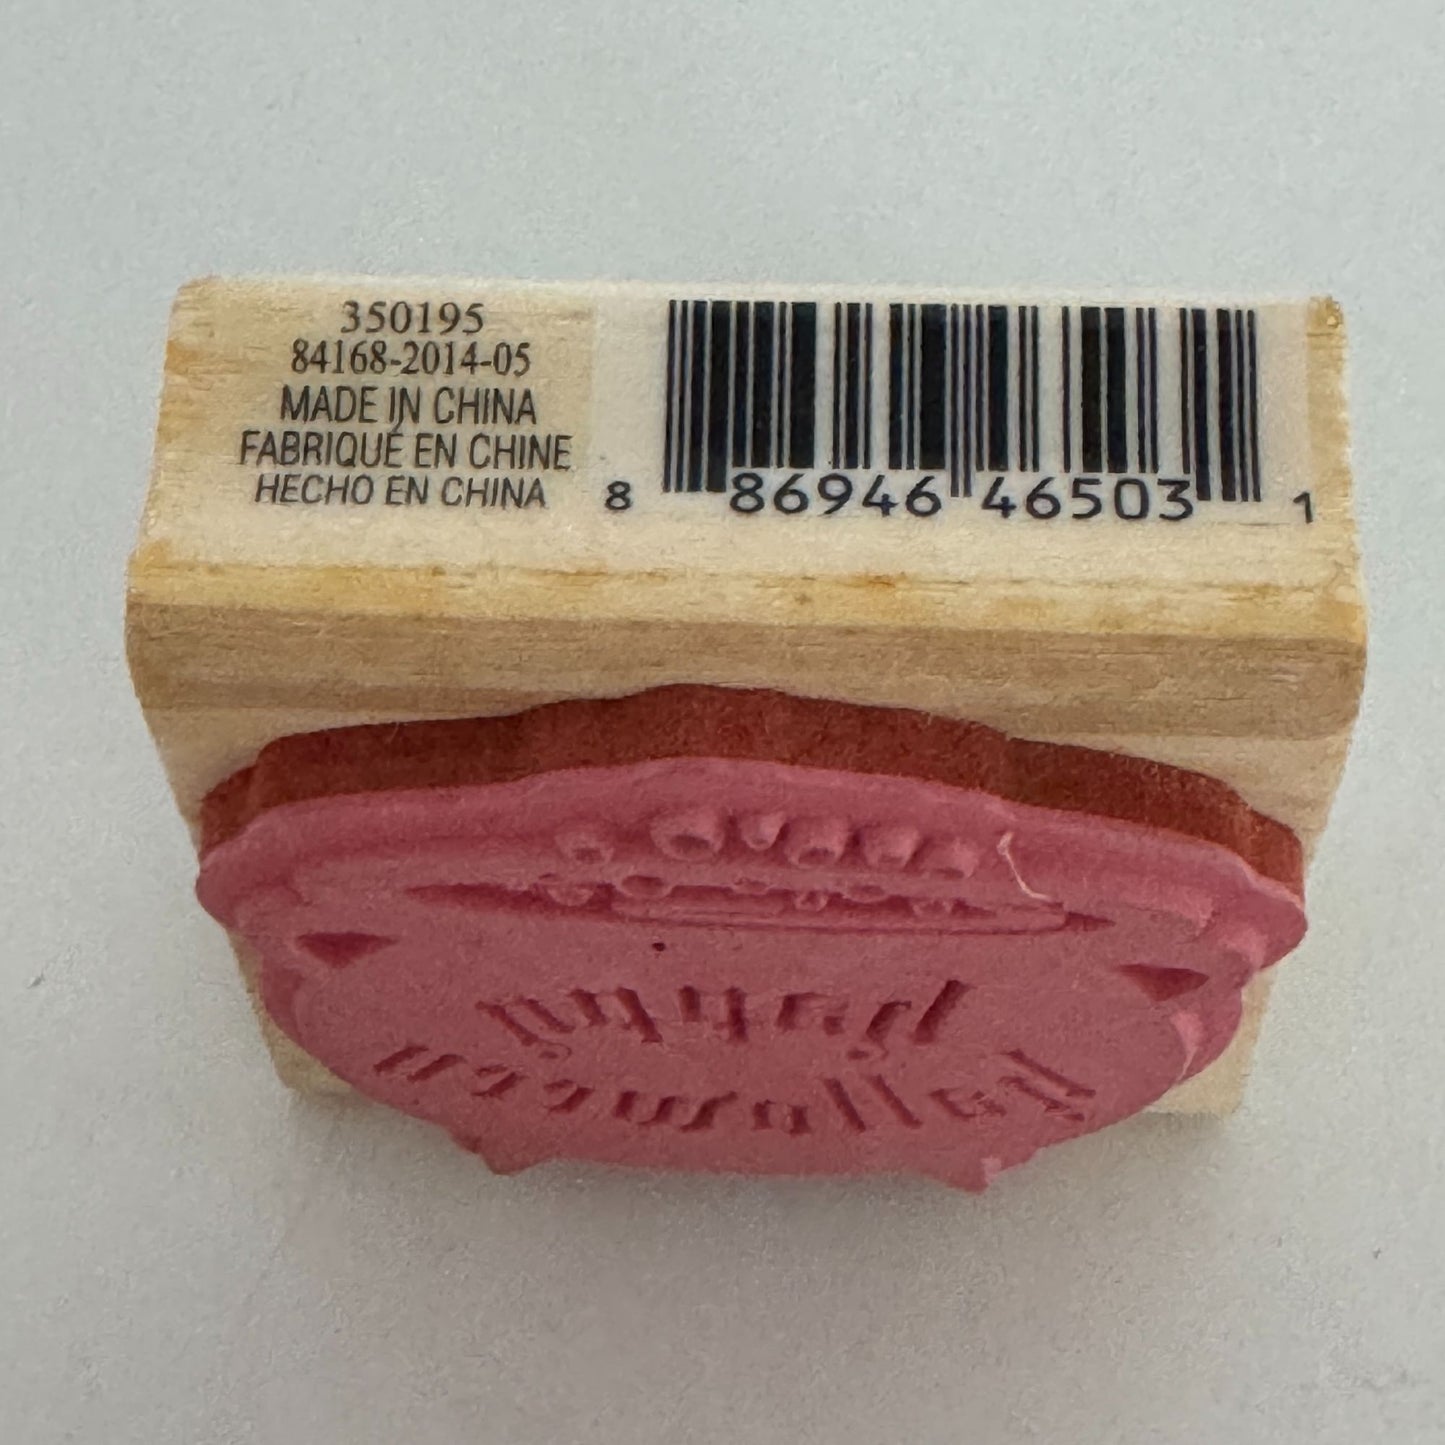 350195
84168-2014-05
MADE IN CHINA
FABRIQUÉ EN CHINE
HECHO EN CHINA
8 86946 46503 1